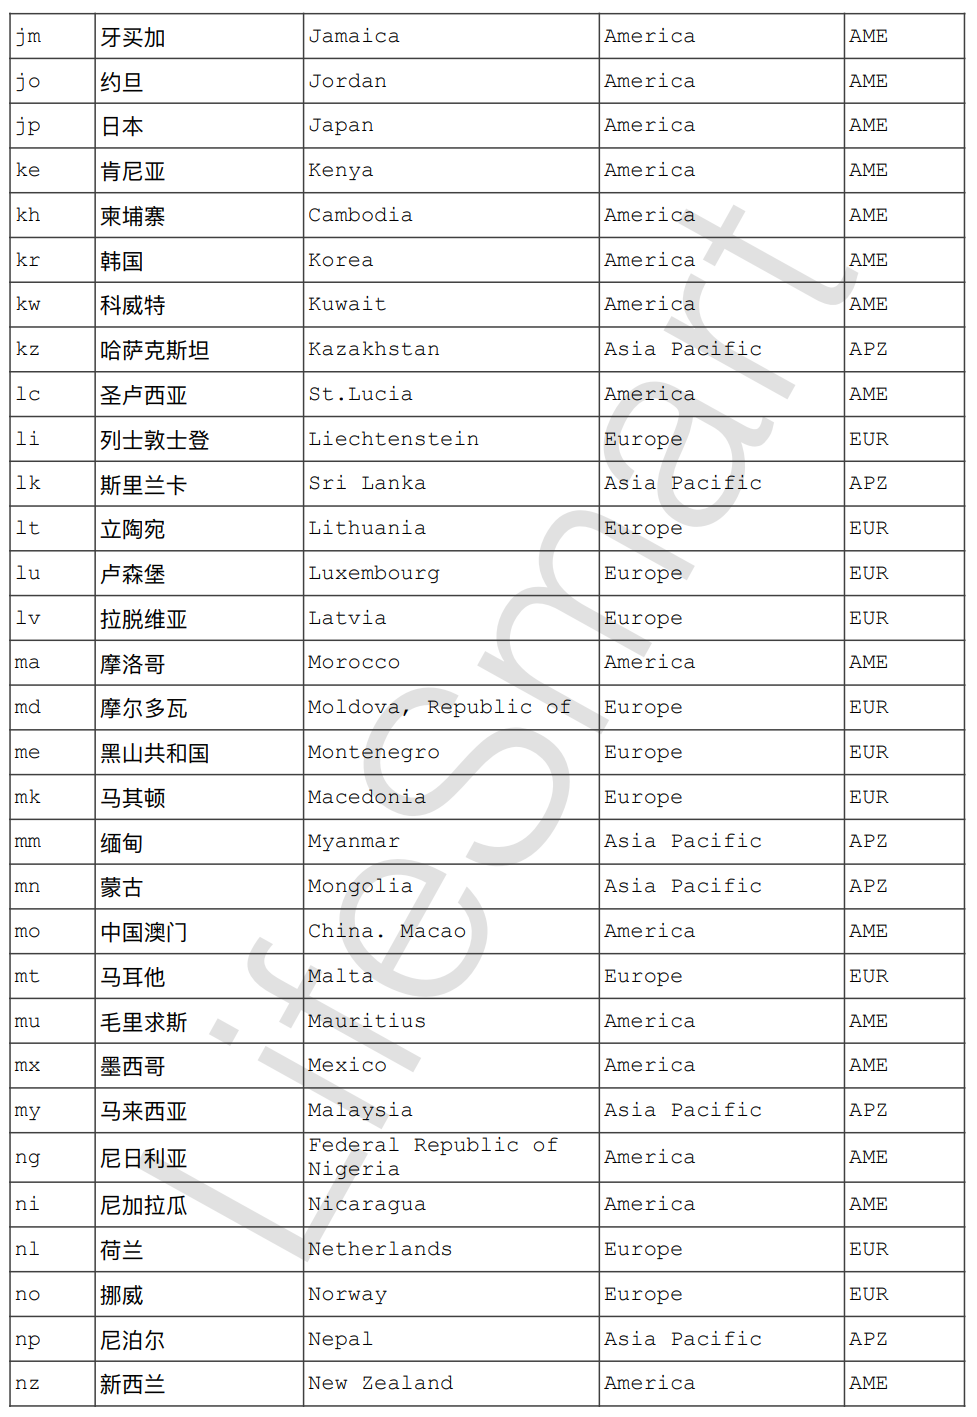 jm 牙买加 Jamaica America AME
jo 约旦 Jordan America AME
jp 日本 Japan America AME
ke 肯尼亚 Kenya America AME
kh 柬埔寨 Cambodia America AME
kr 韩国 Korea America AME
kw 科威特 Kuwait America AME
kz 哈萨克斯坦 Kazakhstan Asia Pacific APZ
lc 圣卢西亚 St.Lucia America AME
li 列士敦士登 Liechtenstein Europe EUR
lk 斯里兰卡 Sri Lanka Asia Pacific APZ
lt 立陶宛 Lithuania Europe EUR
lu 卢森堡 Luxembourg Europe EUR
lv 拉脱维亚 Latvia Europe EUR
ma 摩洛哥 Morocco America AME
md 摩尔多瓦 Moldova, Republic of Europe EUR
me 黑山共和国 Montenegro Europe EUR
mk 马其顿 Macedonia Europe EUR
mm 缅甸 Myanmar Asia Pacific APZ
mn 蒙古 Mongolia Asia Pacific APZ
mo 中国澳门 China. Macao America AME
mt 马耳他 Malta Europe EUR
mu 毛里求斯 Mauritius America AME
mx 墨西哥 Mexico America AME
my 马来西亚 Malaysia Asia Pacific APZ
ng 尼日利亚 Federal Republic of
Nigeria America AME
ni 尼加拉瓜 Nicaragua America AME
nl 荷兰 Netherlands Europe EUR
no 挪威 Norway Europe EUR
np 尼泊尔 Nepal Asia Pacific APZ
nz 新西兰 New Zealand America AME
LifeSmart